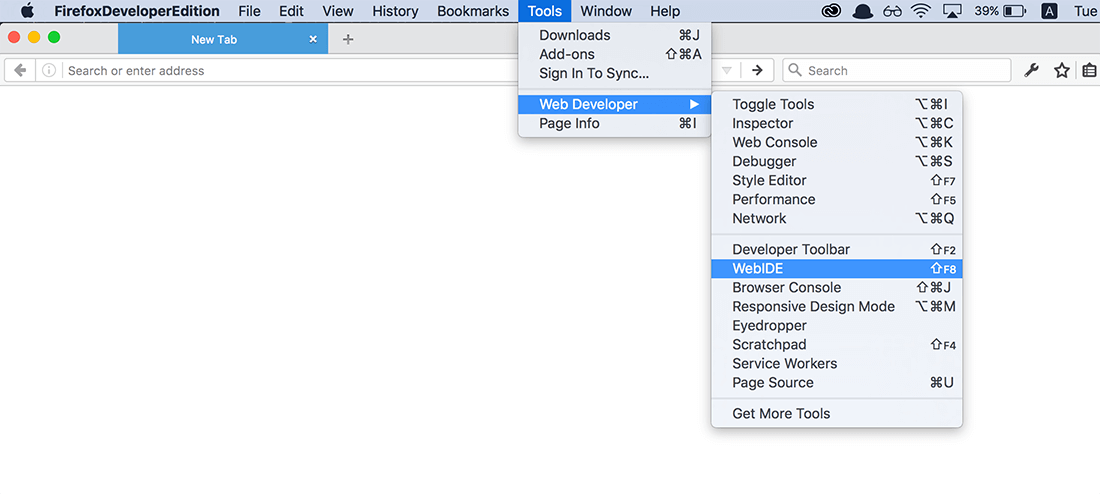 FirefoxDeveloperEdition File Edit View History Bookmarks Tools Window Help 39% A Tue
New Tab
Search or enter address
Search
Downloads ⌘J
Add-ons ⇧⌘A
Sign In To Sync...
Web Developer ▶
Page Info ⌘I
Toggle Tools ⌥⌘I
Inspector ⌥⌘C
Web Console ⌥⌘K
Debugger ⌥⌘S
Style Editor ⇧F7
Performance ⇧F5
Network ⌥⌘Q
Developer Toolbar ⇧F2
WebIDE ⇧F8
Browser Console ⇧⌘J
Responsive Design Mode ⌥⌘M
Eyedropper
Scratchpad ⇧F4
Service Workers
Page Source ⌘U
Get More Tools